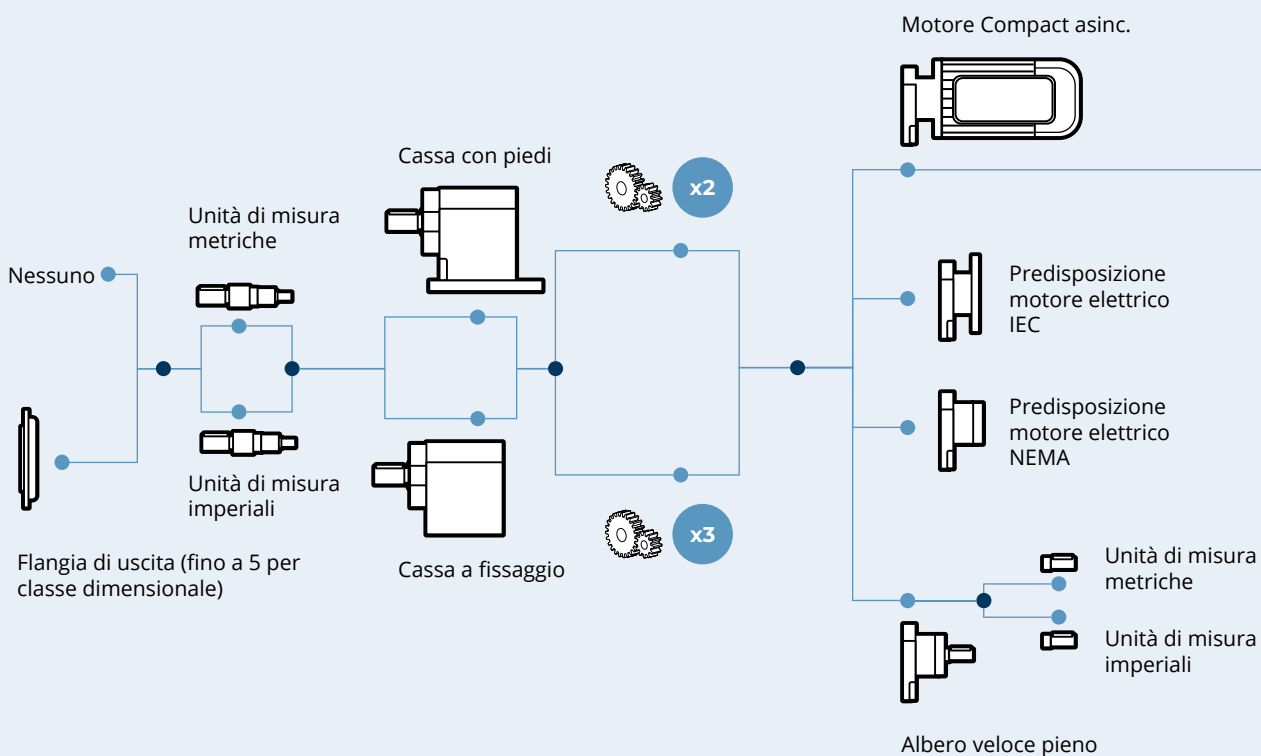 Motore Compact asinc.
Cassa con piedi
x2
Unità di misura
metriche
Nessuno
Predisposizione
motore elettrico
IEC
Predisposizione
motore elettrico
NEMA
Unità di misura
imperiali
x3
Flangia di uscita (fino a 5 per
classe dimensionale)
Cassa a fissaggio
Unità di misura
metriche
Unità di misura
imperiali
Albero veloce pieno